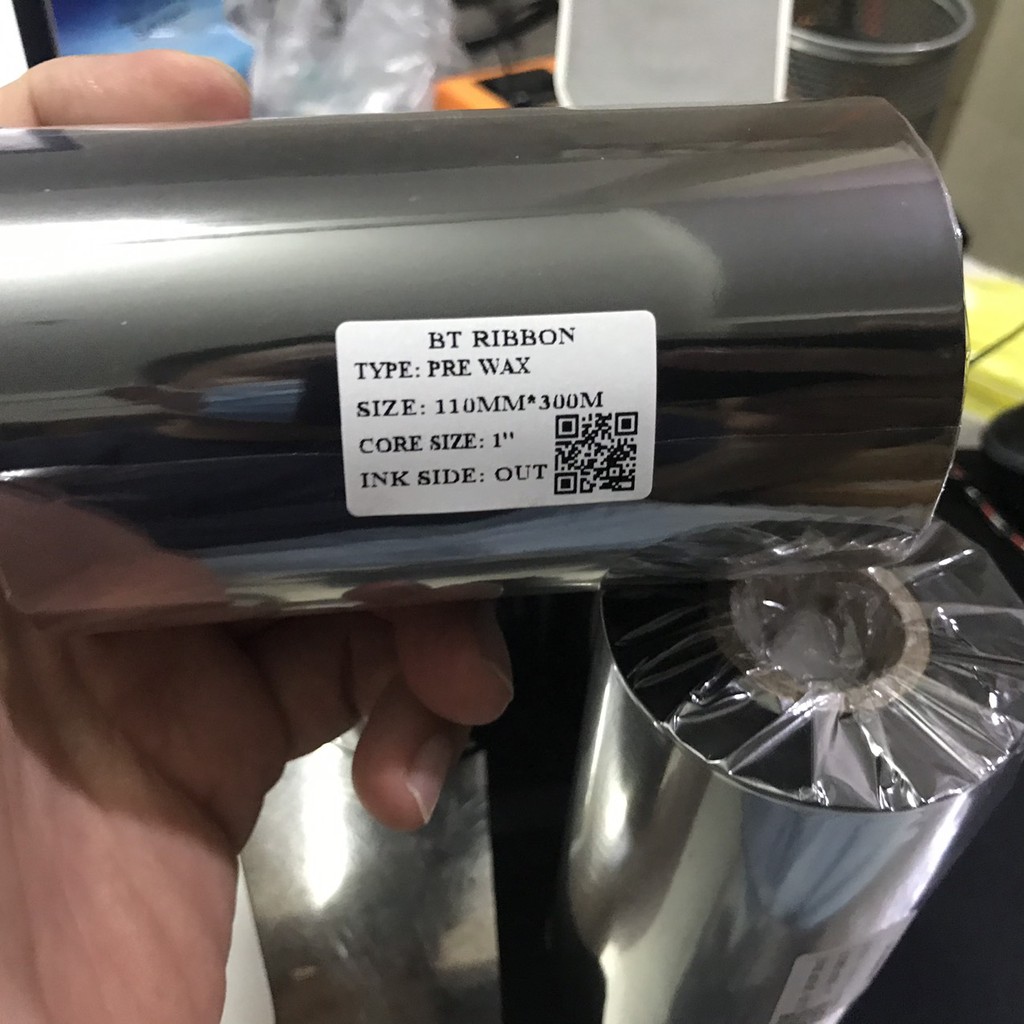 BT RIBBON
TYPE: PRE WAX
SIZE: 110MM*300M
CORE SIZE: 1"
INK SIDE: OUT